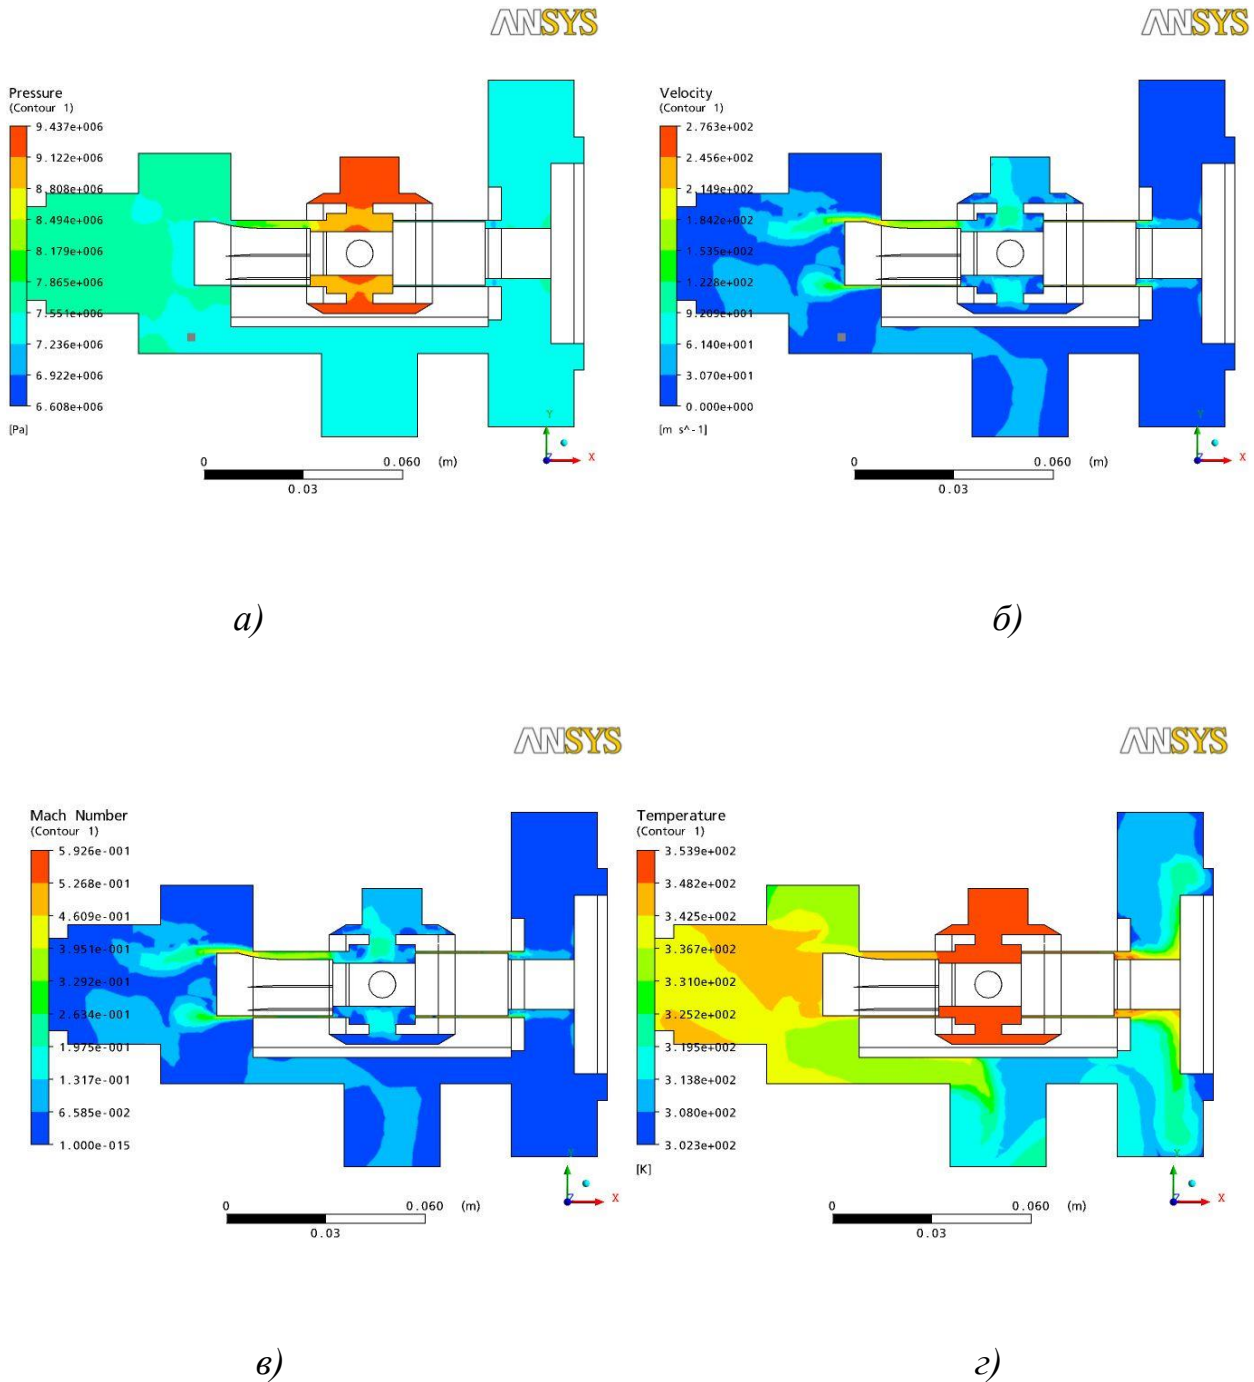 ANSYS
Pressure
(Contour 1)
9.437e+006
9.122e+006
8.808e+006
8.494e+006
8.179e+006
7.865e+006
7.551e+006
7.236e+006
6.922e+006
6.608e+006
[Pa]
0
0.060 (m)
0.03
Y
Z
X
а)
ANSYS
Velocity
(Contour 1)
2.763e+002
2.456e+002
2.149e+002
1.842e+002
1.535e+002
1.228e+002
9.209e+001
6.140e+001
3.070e+001
0.000e+000
[m s^-1]
0
0.060 (m)
0.03
Y
Z
X
б)
ANSYS
Mach Number
(Contour 1)
5.926e-001
5.268e-001
4.609e-001
3.951e-001
3.292e-001
2.634e-001
1.975e-001
1.317e-001
6.585e-002
1.000e-015
0
0.060 (m)
0.03
Y
Z
X
в)
ANSYS
Temperature
(Contour 1)
3.539e+002
3.482e+002
3.425e+002
3.367e+002
3.310e+002
3.252e+002
3.195e+002
3.138e+002
3.080e+002
3.023e+002
[K]
0
0.060 (m)
0.03
Y
Z
X
г)